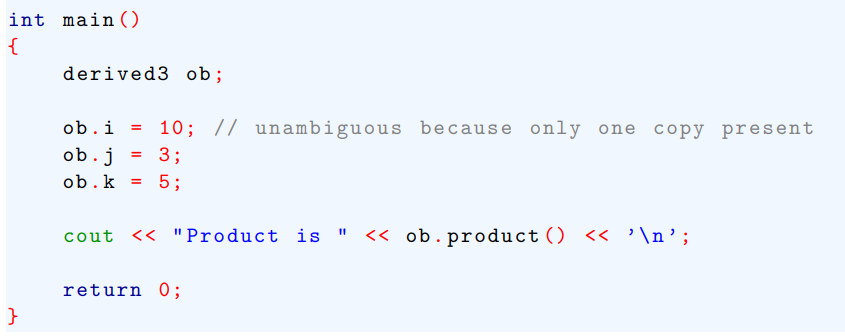 int main()
{
    derived3 ob;

    ob.i = 10; // unambiguous because only one copy present
    ob.j = 3;
    ob.k = 5;

    cout << "Product is " << ob.product() << '\n';

    return 0;
}